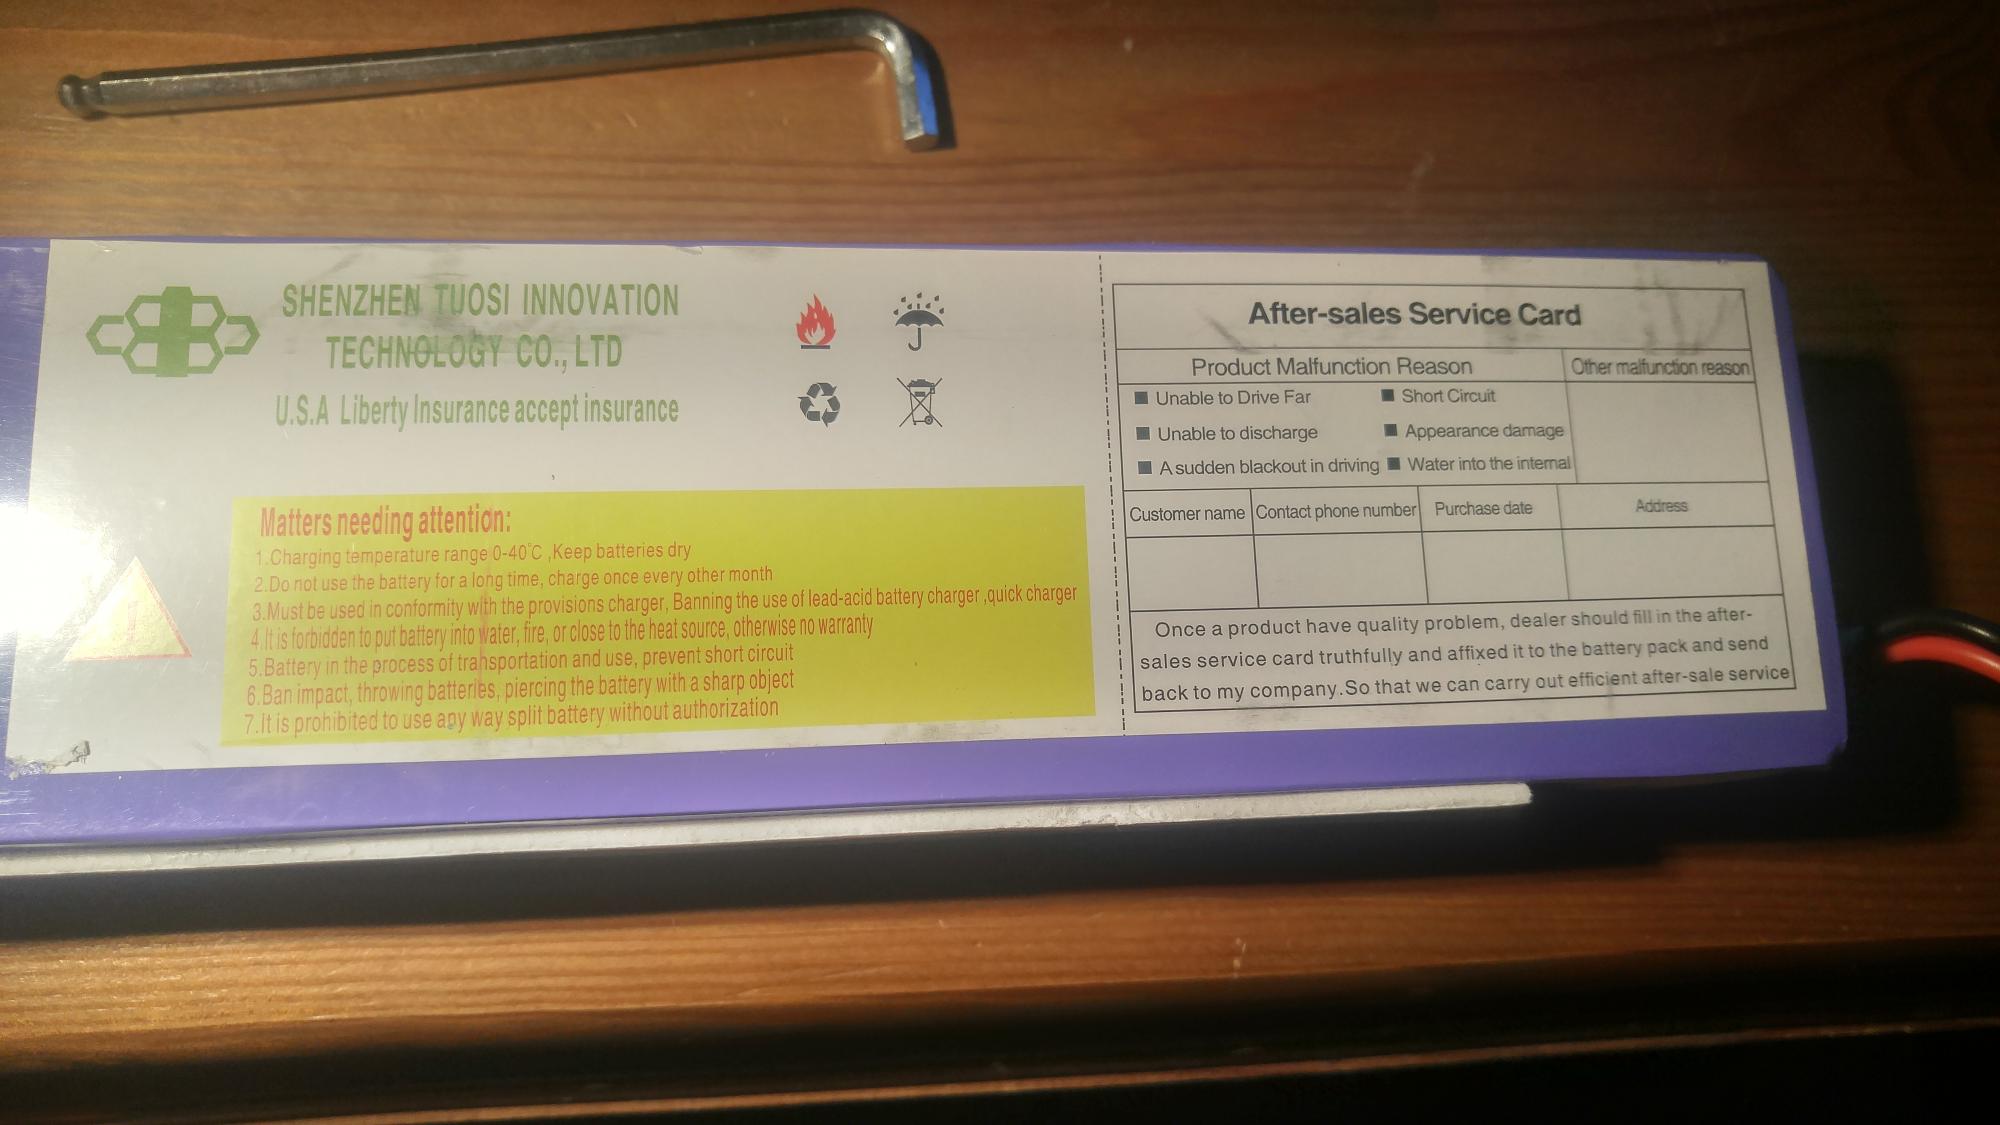 SHENZHEN TUOSI INNOVATION
TECHNOLOGY CO., LTD
U.S.A Liberty Insurance accept insurance
Matters needing attention:
1.Charging temperature range 0-40℃ ,Keep batteries dry
2.Do not use the battery for a long time, charge once every other month
3.Must be used in conformity with the provisions charger, Banning the use of lead-acid battery charger ,quick charger
4.It is forbidden to put battery into water, fire, or close to the heat source, otherwise no warranty
5.Battery in the process of transportation and use, prevent short circuit
6.Ban impact, throwing batteries, piercing the battery with a sharp object
7.It is prohibited to use any way split battery without authorization
After-sales Service Card
Product Malfunction Reason Other malfunction reason
Unable to Drive Far Short Circuit
Unable to discharge Appearance damage
A sudden blackout in driving Water into the internal
Customer name Contact phone number Purchase date Address
Once a product have quality problem, dealer should fill in the after-
sales service card truthfully and affixed it to the battery pack and send
back to my company.So that we can carry out efficient after-sale service